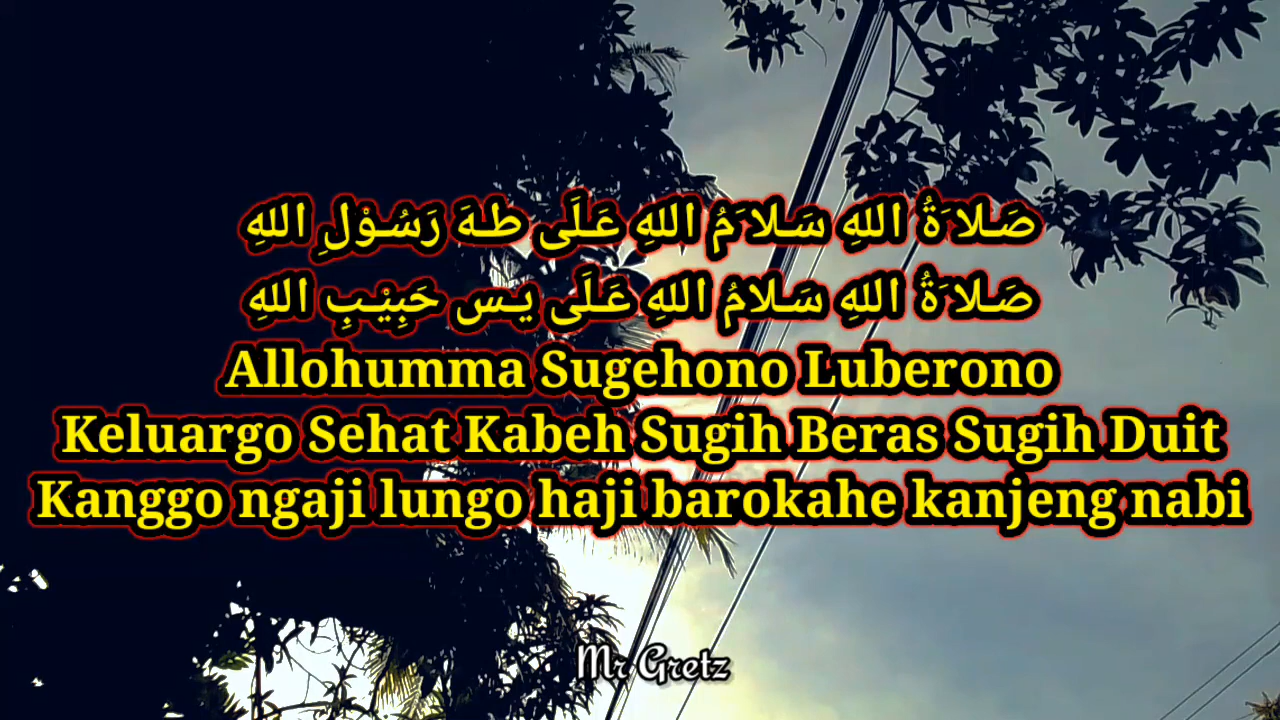 صَلاَةُ اللهِ سَلاَمُ اللهِ عَلَى طهَ رَسُوْلِ اللهِ
صَلاَةُ اللهِ سَلامُ اللهِ عَلَى يس حَبِيْبِ اللهِ
Allohumma Sugehono Luberono
Keluargo Sehat Kabeh Sugih Beras Sugih Duit
Kanggo ngaji lungo haji barokahe kanjeng nabi
Mr Gretz